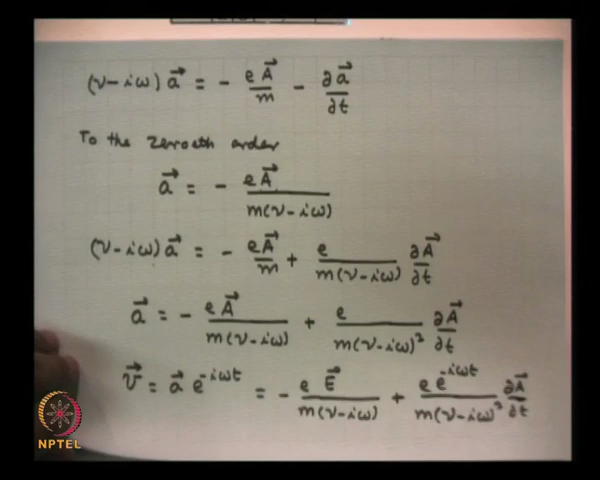 (ν-iω) a⃗ = - eA⃗/m - ∂a⃗/∂t
To the zeroeth order
a⃗ = - eA⃗/m(ν-iω)
(ν-iω) a⃗ = - eA⃗/m + e/m(ν-iω) ∂A⃗/∂t
a⃗ = - eA⃗/m(ν-iω) + e/m(ν-iω)² ∂A⃗/∂t
v⃗ = a⃗ e^{-iωt} = - e E⃗/m(ν-iω) + e e^{-iωt}/m(ν-iω)² ∂A⃗/∂t
NPTEL